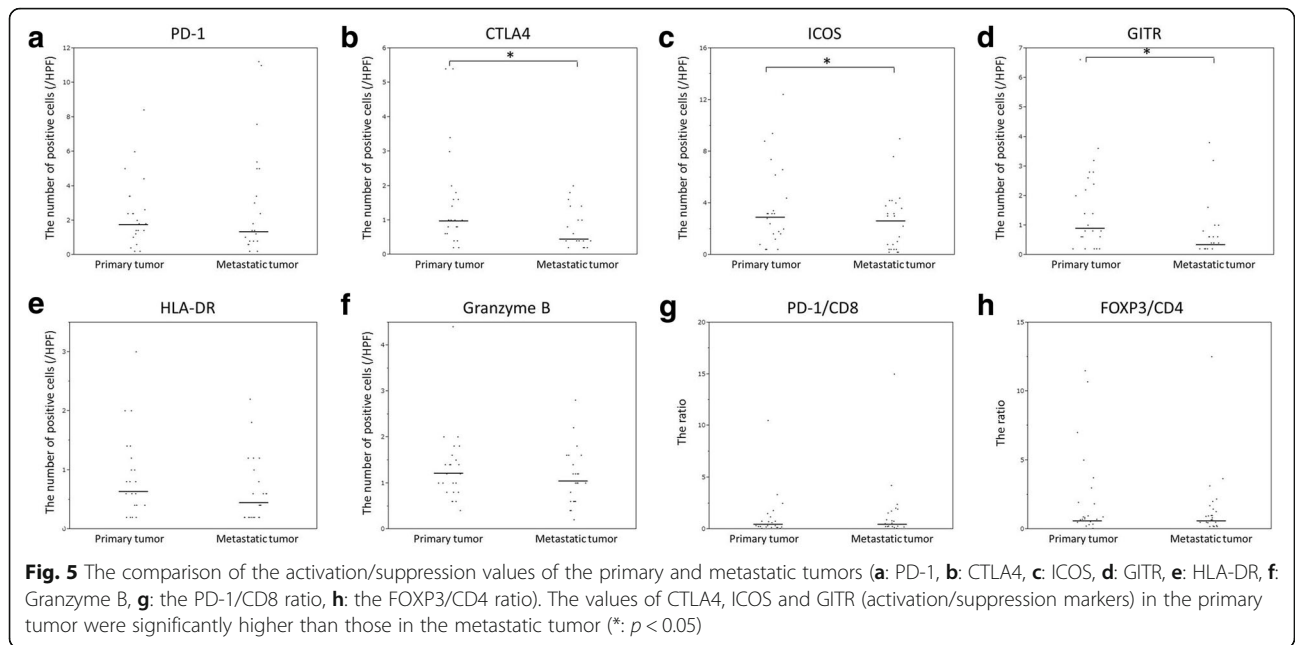 a
PD-1
The number of positive cells (/HPF)
12
10
8
6
4
2
0
Primary tumor
Metastatic tumor
b
CTLA4
The number of positive cells (/HPF)
6
5
4
3
2
1
0
*
Primary tumor
Metastatic tumor
c
ICOS
The number of positive cells (/HPF)
16
12
8
4
0
*
Primary tumor
Metastatic tumor
d
GITR
The number of positive cells (/HPF)
7
6
5
4
3
2
1
0
*
Primary tumor
Metastatic tumor
e
HLA-DR
The number of positive cells (/HPF)
3
2
1
0
Primary tumor
Metastatic tumor
f
Granzyme B
The number of positive cells (/HPF)
4
3
2
1
0
Primary tumor
Metastatic tumor
g
PD-1/CD8
The ratio
20
15
10
5
0
Primary tumor
Metastatic tumor
h
FOXP3/CD4
The ratio
15
10
5
0
Primary tumor
Metastatic tumor
Fig. 5 The comparison of the activation/suppression values of the primary and metastatic tumors (a: PD-1, b: CTLA4, c: ICOS, d: GITR, e: HLA-DR, f:
Granzyme B, g: the PD-1/CD8 ratio, h: the FOXP3/CD4 ratio). The values of CTLA4, ICOS and GITR (activation/suppression markers) in the primary
tumor were significantly higher than those in the metastatic tumor (*: p < 0.05)